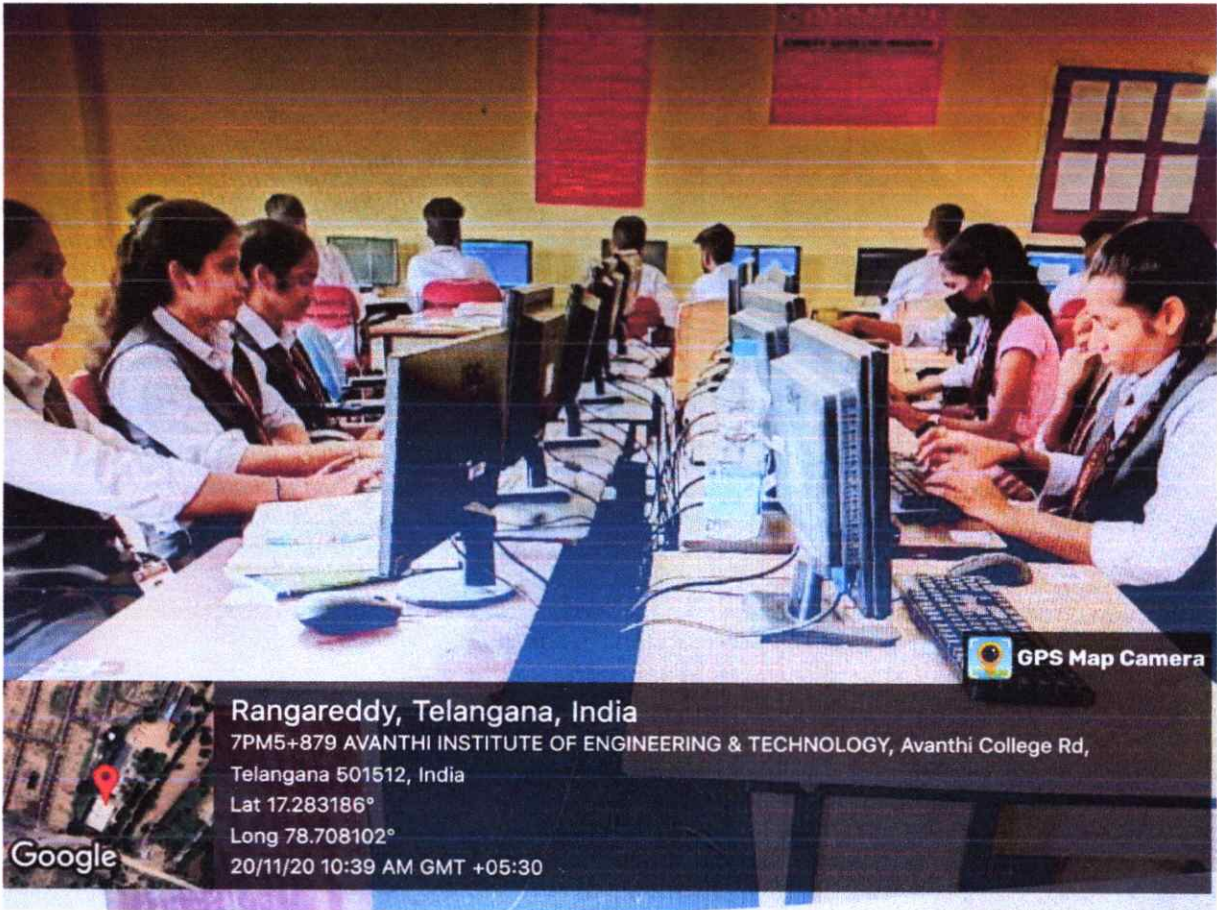 GPS Map Camera
Rangareddy, Telangana, India
7PM5+879 AVANTHI INSTITUTE OF ENGINEERING & TECHNOLOGY, Avanthi College Rd,
Telangana 501512, India
Lat 17.283186°
Long 78.708102°
20/11/20 10:39 AM GMT +05:30
Google